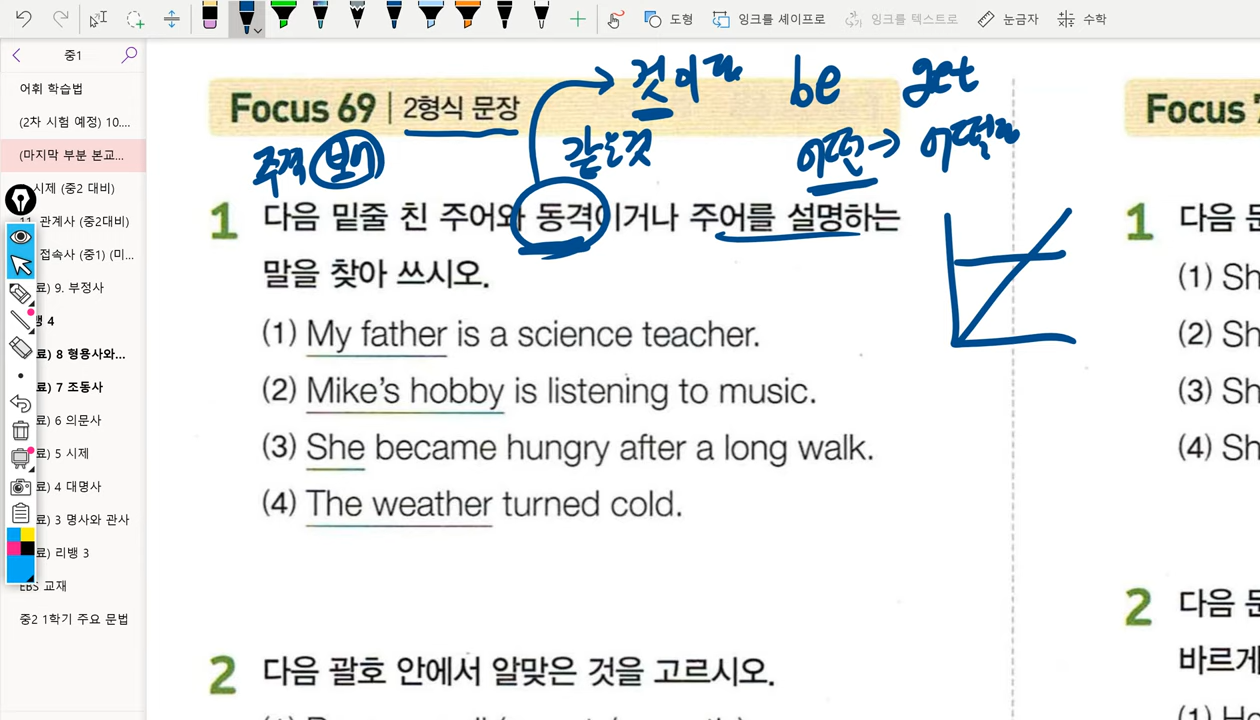 도형
잉크를 셰이프로
잉크를 텍스트로
눈금자
수학
중1
어휘 학습법
(2차 시험 예정) 10....
(마지막 부분 본교...
시제 (중2 대비)
11. 관계사 (중2대비)
접속사 (중1) (미...
료) 9. 부정사
뱅 4
료) 8 형용사와...
료) 7 조동사
료) 6 의문사
료) 5 시제
료) 4 대명사
료) 3 명사와 관사
료) 리뱅 3
EBS 교재
중2 1학기 주요 문법
것이다 be get
Focus 69 | 2형식 문장
주격 보어 같은것 어떤→ 어떨
1 다음 밑줄 친 주어와 동격이거나 주어를 설명하는
말을 찾아 쓰시오.
(1) My father is a science teacher.
(2) Mike's hobby is listening to music.
(3) She became hungry after a long walk.
(4) The weather turned cold.
2 다음 괄호 안에서 알맞은 것을 고르시오.
Focus 7
1 다음 문
(1) Sh
(2) Sh
(3) Sh
(4) Sh
2 다음 문
바르게